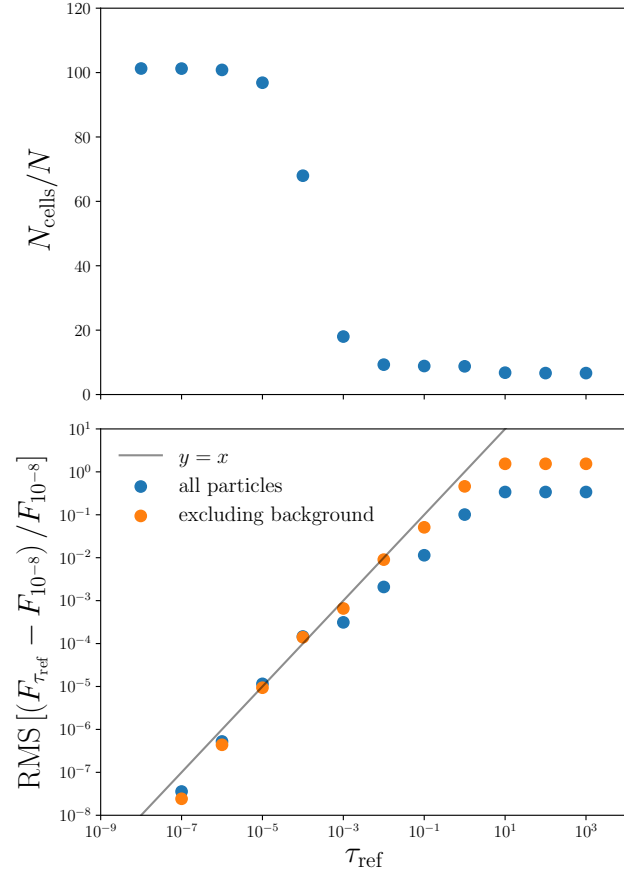 120
100
80
60
40
20
0
N_cells/N
10^1
10^0
10^−1
10^−2
10^−3
10^−4
10^−5
10^−6
10^−7
10^−8
RMS [(F_τ_ref − F_10^−8) / F_10^−8]
y = x
all particles
excluding background
10^−9 10^−7 10^−5 10^−3 10^−1 10^1 10^3
τ_ref